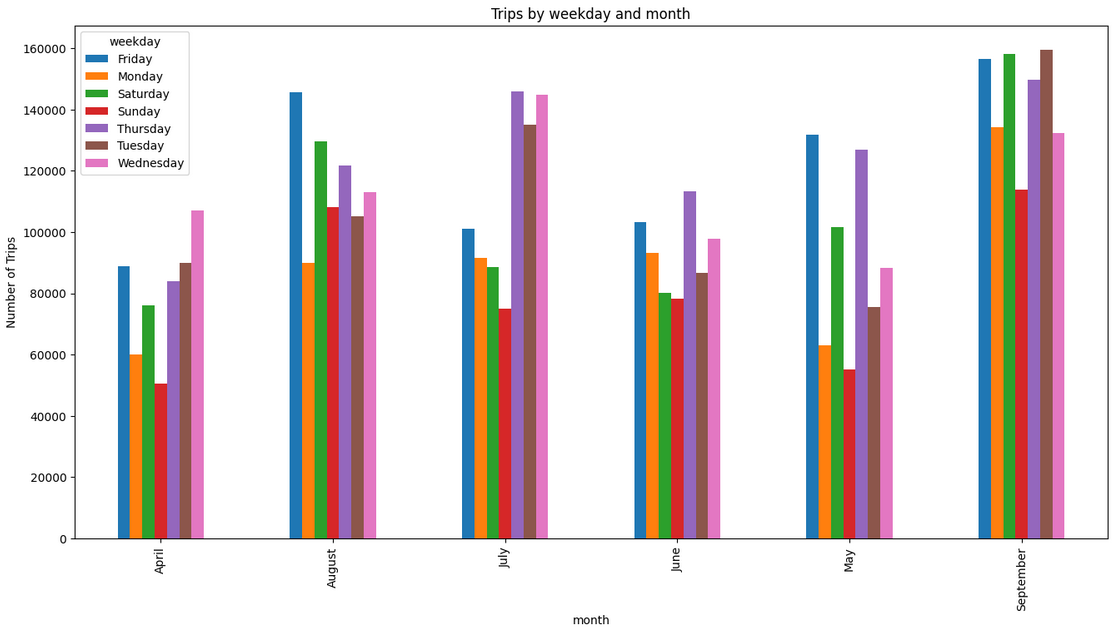 Trips by weekday and month
weekday
Friday
Monday
Saturday
Sunday
Thursday
Tuesday
Wednesday
Number of Trips
160000
140000
120000
100000
80000
60000
40000
20000
0
April
August
July
June
May
September
month